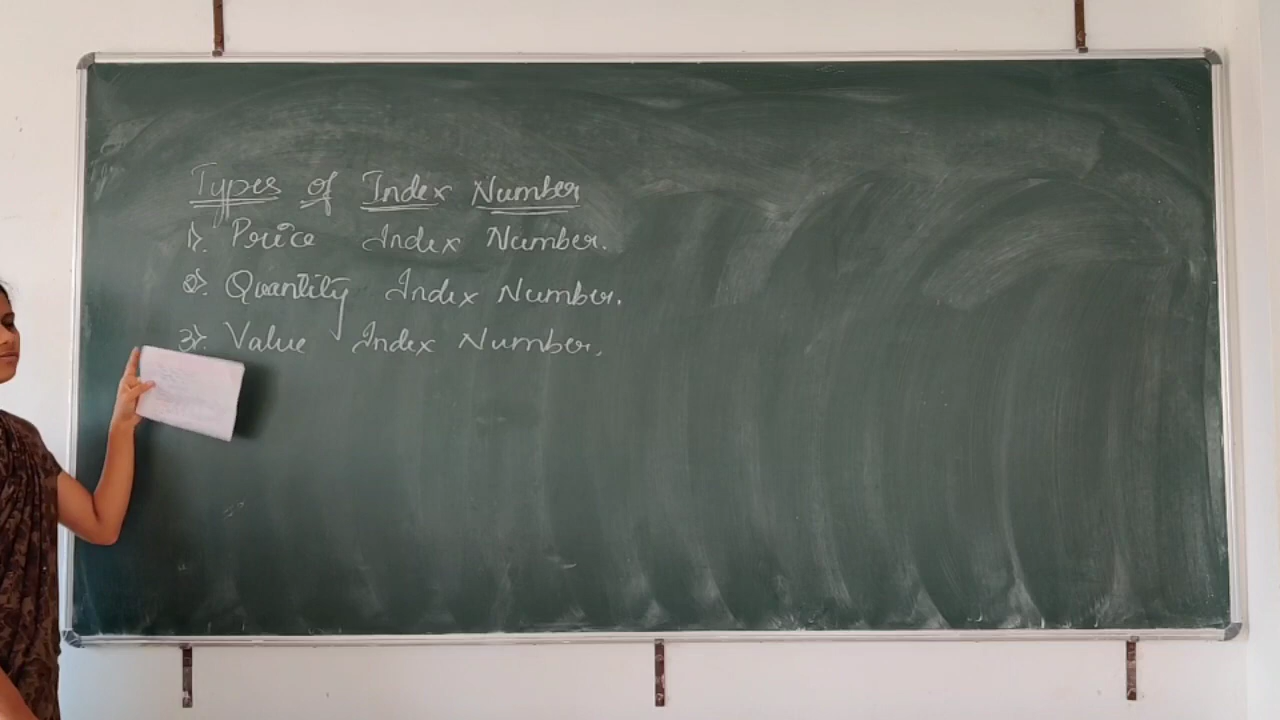 Types of Index Number
1). Price Index Number.
2). Quantity Index Number.
3). Value Index Number.